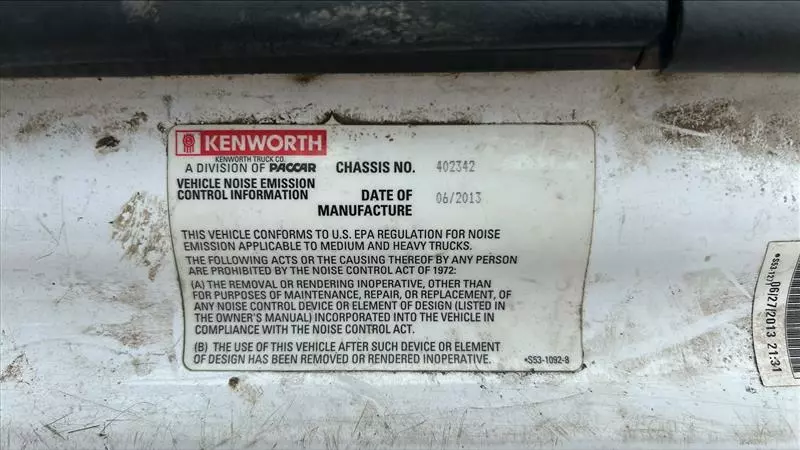 KENWORTH
KENWORTH TRUCK CO.
A DIVISION OF PACCAR
VEHICLE NOISE EMISSION
CONTROL INFORMATION
CHASSIS NO. 402342
DATE OF
MANUFACTURE 06/2013
THIS VEHICLE CONFORMS TO U.S. EPA REGULATION FOR NOISE
EMISSION APPLICABLE TO MEDIUM AND HEAVY TRUCKS.
THE FOLLOWING ACTS OR THE CAUSING THEREOF BY ANY PERSON
ARE PROHIBITED BY THE NOISE CONTROL ACT OF 1972:
(A) THE REMOVAL OR RENDERING INOPERATIVE, OTHER THAN
FOR PURPOSES OF MAINTENANCE, REPAIR, OR REPLACEMENT, OF
ANY NOISE CONTROL DEVICE OR ELEMENT OF DESIGN (LISTED IN
THE OWNER'S MANUAL) INCORPORATED INTO THE VEHICLE IN
COMPLIANCE WITH THE NOISE CONTROL ACT.
(B) THE USE OF THIS VEHICLE AFTER SUCH DEVICE OR ELEMENT
OF DESIGN HAS BEEN REMOVED OR RENDERED INOPERATIVE.
*S53-1092-8
06/27/2013 21:31